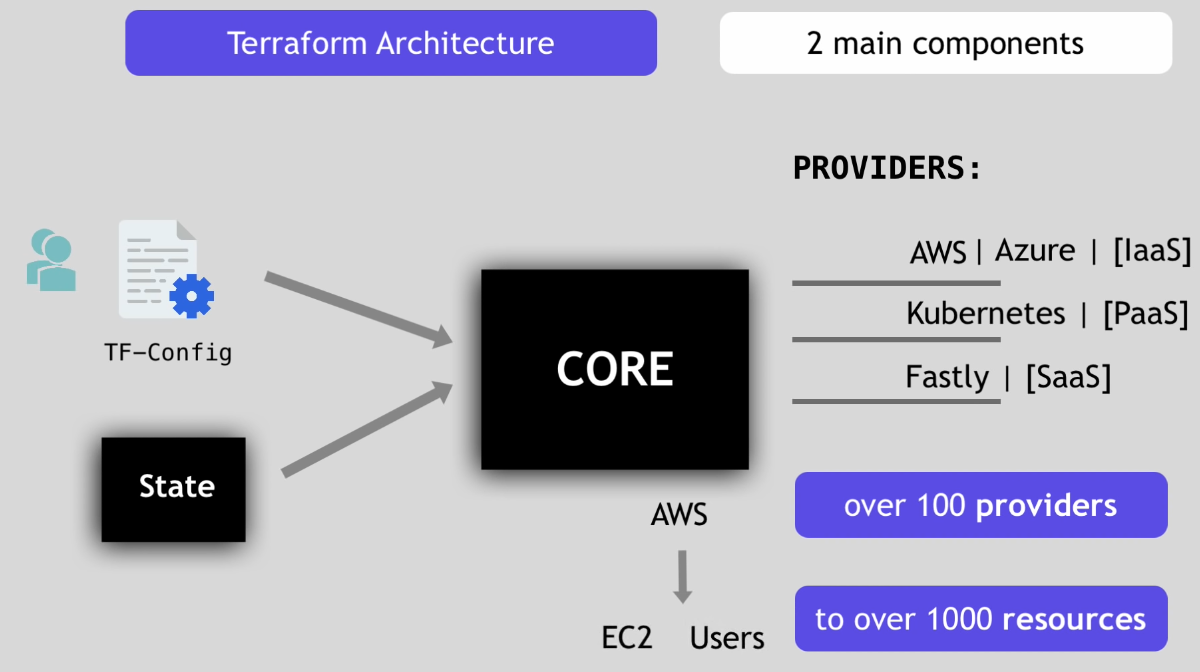 Terraform Architecture
2 main components
PROVIDERS:
AWS | Azure | [IaaS]
Kubernetes | [PaaS]
Fastly | [SaaS]
TF-Config
CORE
State
AWS
EC2 Users
over 100 providers
to over 1000 resources